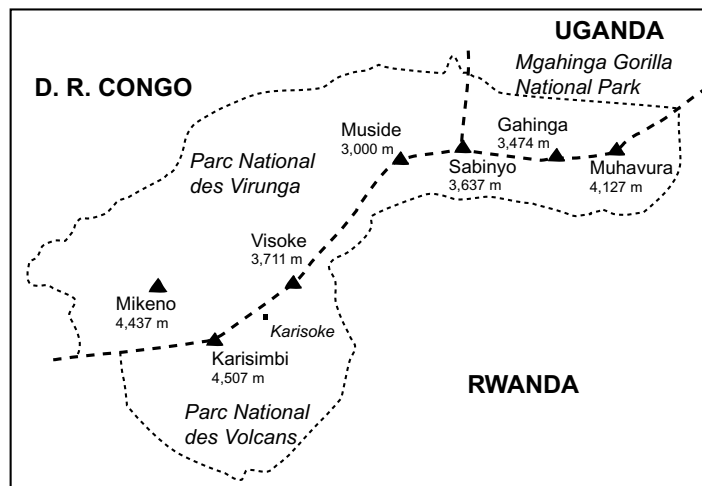 UGANDA
Mgahinga Gorilla
National Park
D. R. CONGO
Muside
3,000 m
Gahinga
3,474 m
Parc National
des Virunga
Sabinyo
3,637 m
Muhavura
4,127 m
Visoke
3,711 m
Mikeno
4,437 m
Karisoke
Karisimbi
4,507 m
RWANDA
Parc National
des Volcans